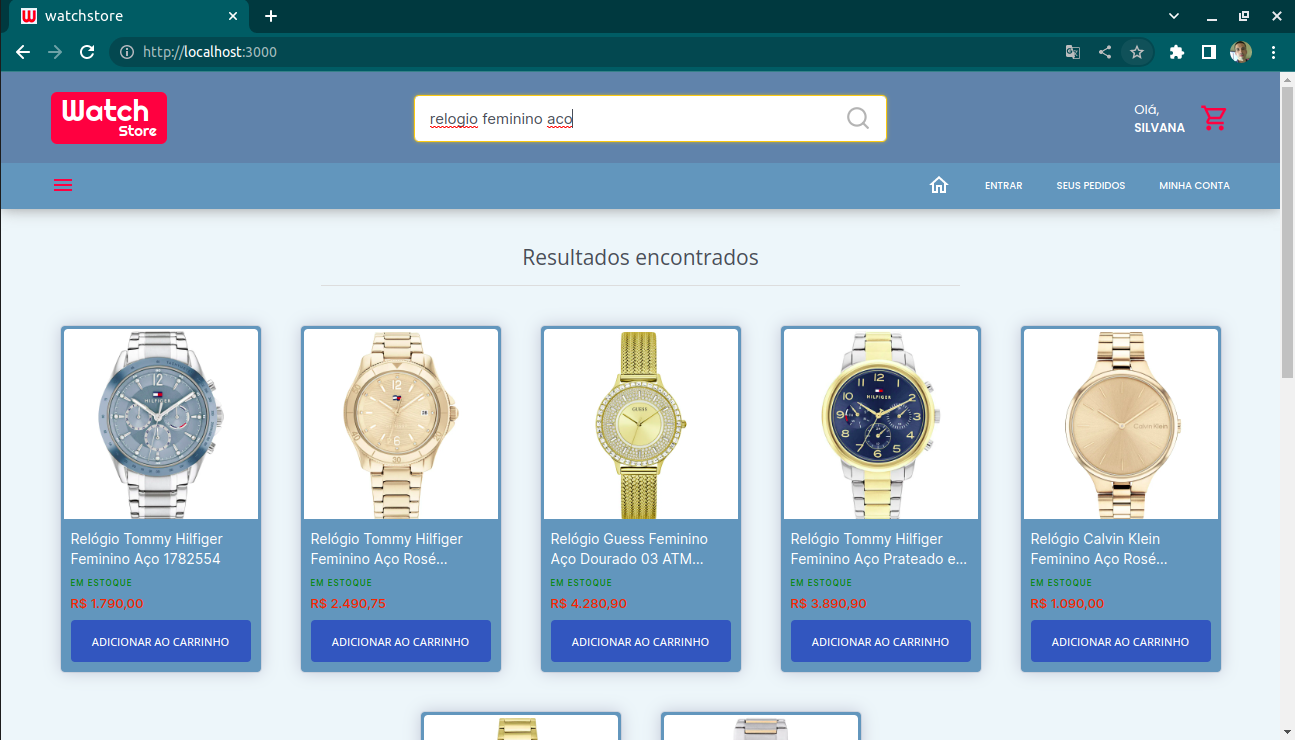 watchstore
http://localhost:3000
Watch
Store
relogio feminino aco
Olá,
SILVANA
ENTRAR
SEUS PEDIDOS
MINHA CONTA
Resultados encontrados
Relógio Tommy Hilfiger
Feminino Aço 1782554
EM ESTOQUE
R$ 1.790,00
ADICIONAR AO CARRINHO
Relógio Tommy Hilfiger
Feminino Aço Rosé...
EM ESTOQUE
R$ 2.490,75
ADICIONAR AO CARRINHO
GUESS
Relógio Guess Feminino
Aço Dourado 03 ATM...
EM ESTOQUE
R$ 4.280,90
ADICIONAR AO CARRINHO
Relógio Tommy Hilfiger
Feminino Aço Prateado e...
EM ESTOQUE
R$ 3.890,90
ADICIONAR AO CARRINHO
Calvin Klein
Relógio Calvin Klein
Feminino Aço Rosé...
EM ESTOQUE
R$ 1.090,00
ADICIONAR AO CARRINHO